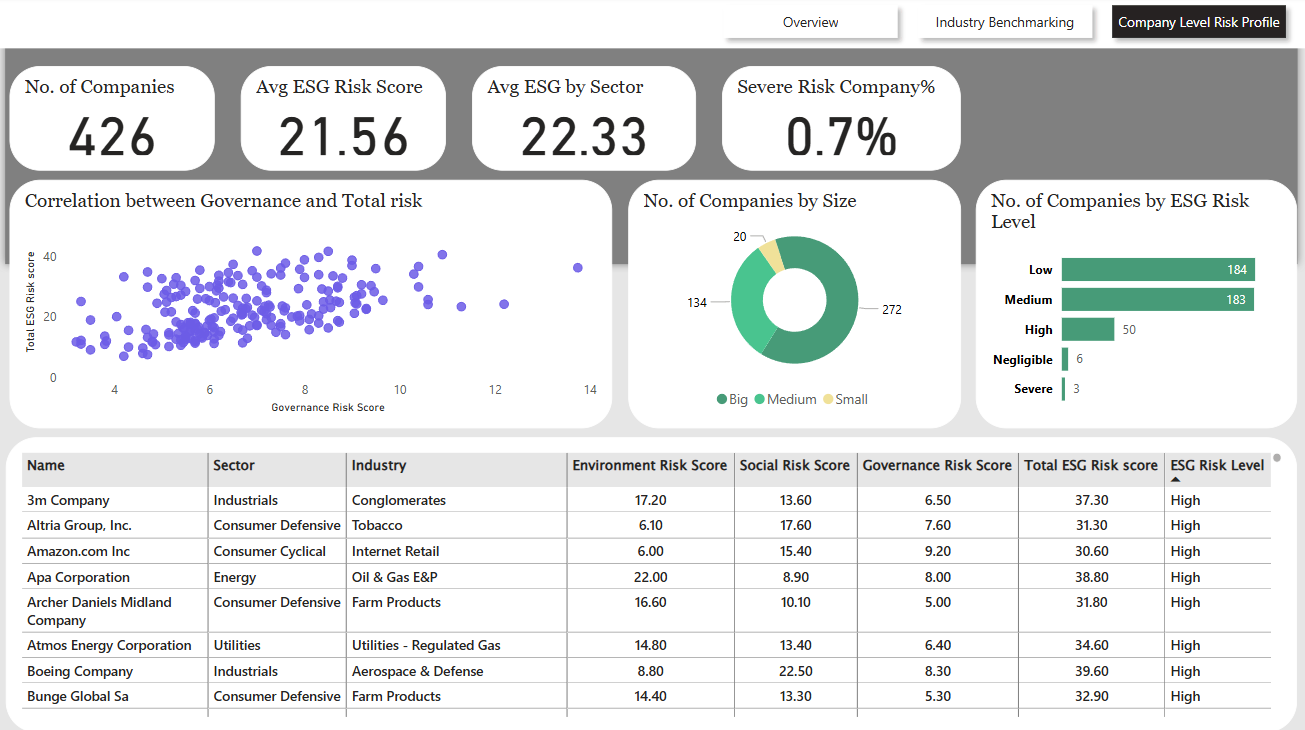 Overview
Industry Benchmarking
Company Level Risk Profile
No. of Companies
426
Avg ESG Risk Score
21.56
Avg ESG by Sector
22.33
Severe Risk Company%
0.7%
Correlation between Governance and Total risk
Total ESG Risk score
40
20
0
4 6 8 10 12 14
Governance Risk Score
No. of Companies by Size
20
134
272
Big Medium Small
No. of Companies by ESG Risk
Level
Low 184
Medium 183
High 50
Negligible 6
Severe 3
Name Sector Industry Environment Risk Score Social Risk Score Governance Risk Score Total ESG Risk score ESG Risk Level
3m Company Industrials Conglomerates 17.20 13.60 6.50 37.30 High
Altria Group, Inc. Consumer Defensive Tobacco 6.10 17.60 7.60 31.30 High
Amazon.com Inc Consumer Cyclical Internet Retail 6.00 15.40 9.20 30.60 High
Apa Corporation Energy Oil & Gas E&P 22.00 8.90 8.00 38.80 High
Archer Daniels Midland Consumer Defensive Farm Products 16.60 10.10 5.00 31.80 High
Company
Atmos Energy Corporation Utilities Utilities - Regulated Gas 14.80 13.40 6.40 34.60 High
Boeing Company Industrials Aerospace & Defense 8.80 22.50 8.30 39.60 High
Bunge Global Sa Consumer Defensive Farm Products 14.40 13.30 5.30 32.90 High